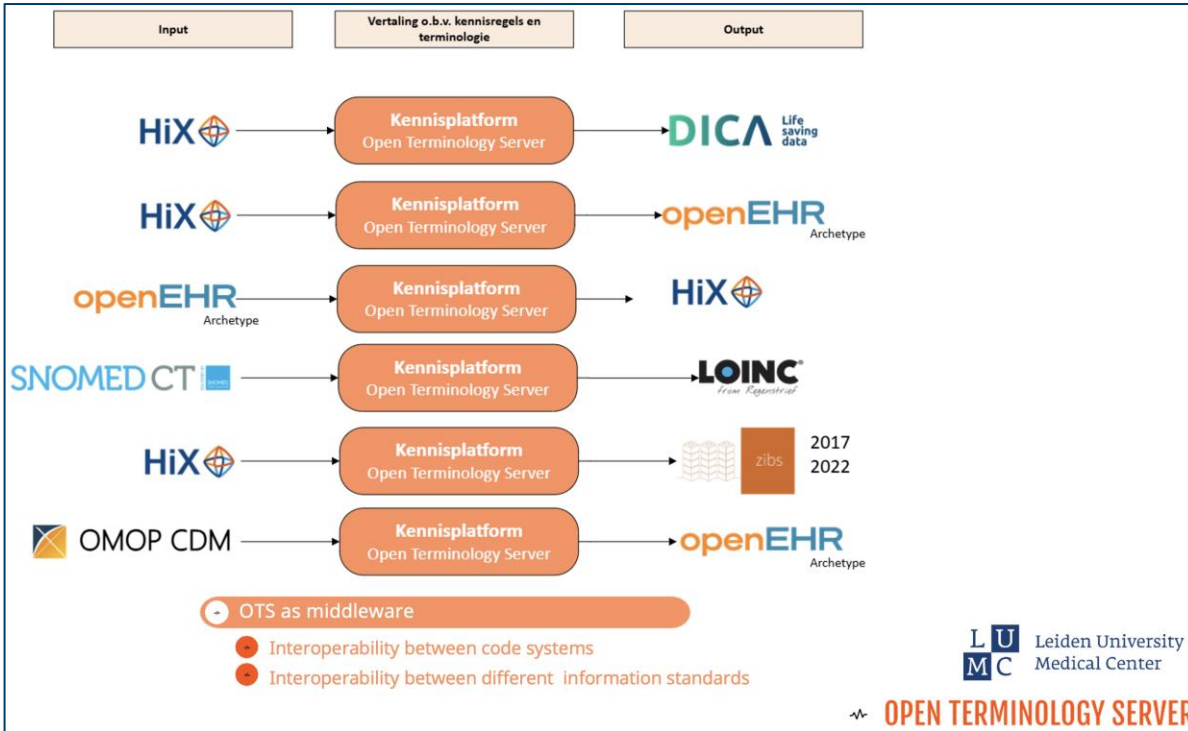 Input
Vertaling o.b.v. kennisregels en
terminologie
Output
HiX
Kennisplatform
Open Terminology Server
DICA
Life
saving
data
HiX
Kennisplatform
Open Terminology Server
openEHR
Archetype
openEHR
Archetype
Kennisplatform
Open Terminology Server
HiX
SNOMED CT
Kennisplatform
Open Terminology Server
LOINC®
from Regenstrief
HiX
Kennisplatform
Open Terminology Server
zibs
2017
2022
OMOP CDM
Kennisplatform
Open Terminology Server
openEHR
Archetype
OTS as middleware
Interoperability between code systems
Interoperability between different information standards
LU
MC
Leiden University
Medical Center
OPEN TERMINOLOGY SERVER